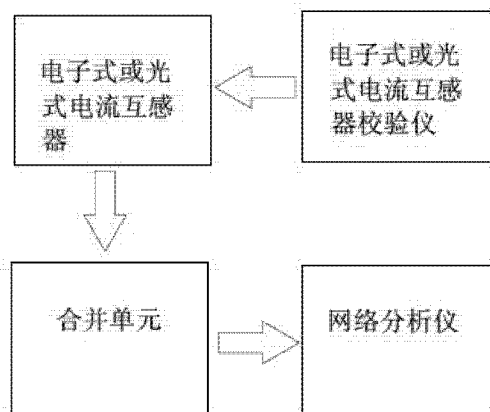 电子式或光
式电流互感
器
电子式或光
式电流互感
器校验仪
合并单元
网络分析仪